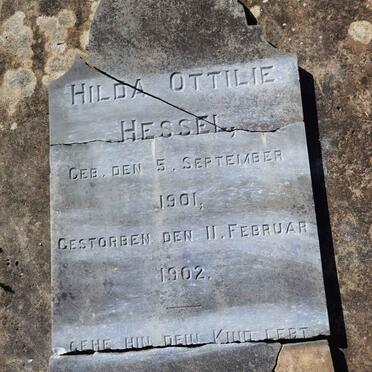 HILDA OTTILIE
HESSEL,
GEB. DEN 5. SEPTEMBER
1901,
GESTORBEN DEN 11. FEBRUAR
1902.
GEHE HIN DEIN KIND LEBT